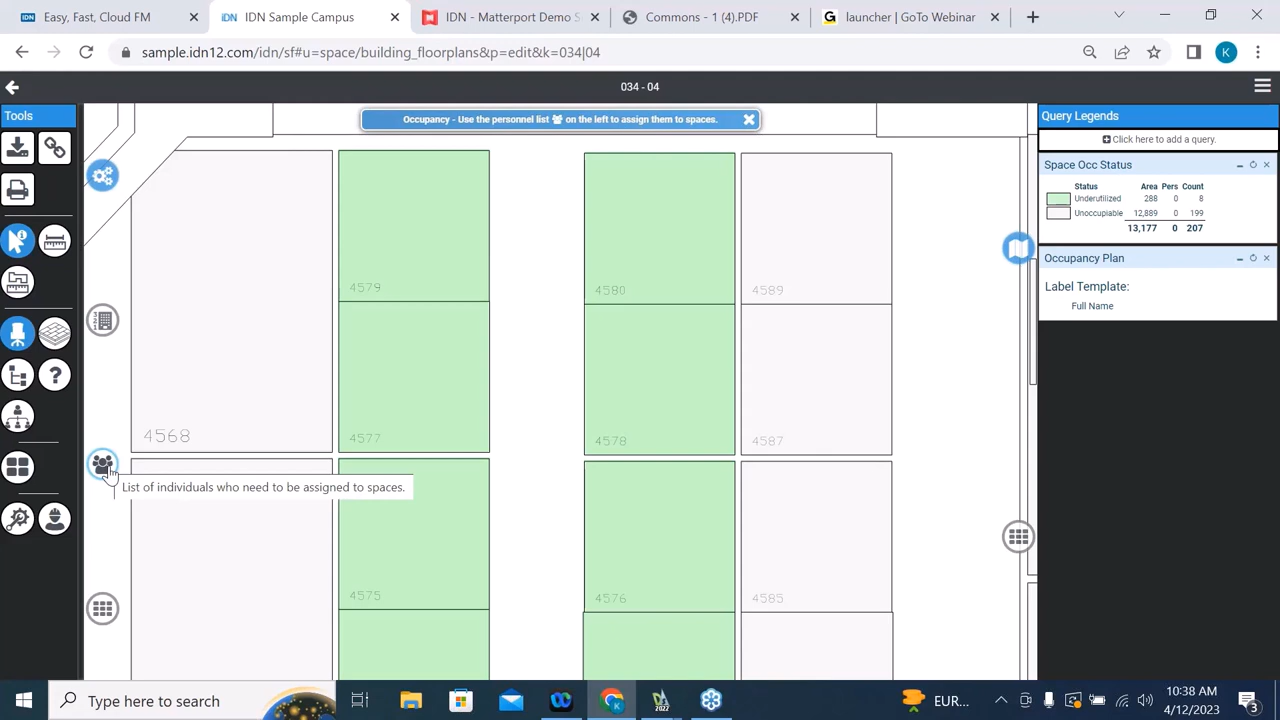 Easy, Fast, Cloud FM
IDN Sample Campus
IDN - Matterport Demo S
Commons - 1 (4).PDF
launcher | GoTo Webinar
sample.idn12.com/idn/sf#u=space/building_floorplans&p=edit&k=034|04
K
034 - 04
Tools
Occupancy - Use the personnel list on the left to assign them to spaces.
Query Legends
Click here to add a query.
Space Occ Status
Status Area Pers Count
Underutilized 288 0 8
Unoccupiable 12,889 0 199
13,177 0 207
Occupancy Plan
Label Template:
Full Name
4579
4580
4589
4568
4577
4578
4587
List of individuals who need to be assigned to spaces.
4575
4576
4585
Type here to search
2022
EUR...
10:38 AM
4/12/2023
3